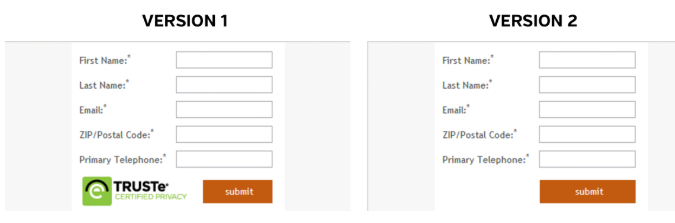 VERSION 1
First Name:*
Last Name:*
Email:*
ZIP/Postal Code:*
Primary Telephone:*
TRUSTe
CERTIFIED PRIVACY
submit
VERSION 2
First Name:*
Last Name:*
Email:*
ZIP/Postal Code:*
Primary Telephone:*
submit